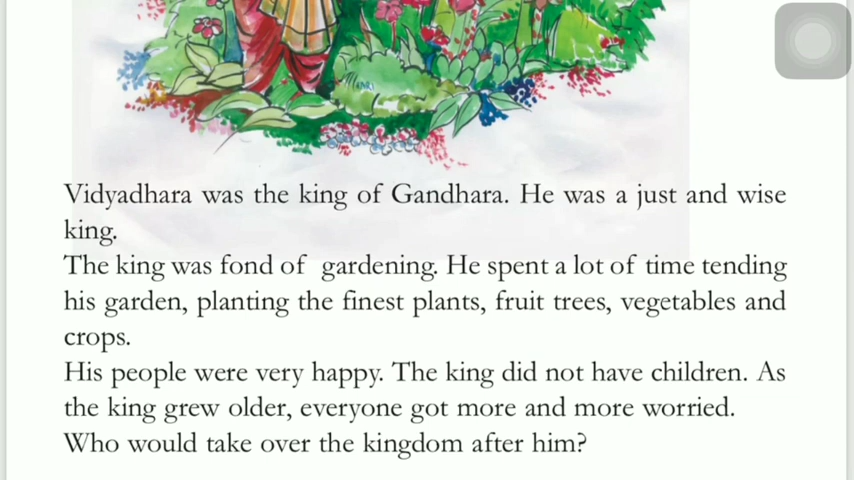 Vidyadhara was the king of Gandhara. He was a just and wise
king.
The king was fond of gardening. He spent a lot of time tending
his garden, planting the finest plants, fruit trees, vegetables and
crops.
His people were very happy. The king did not have children. As
the king grew older, everyone got more and more worried.
Who would take over the kingdom after him?